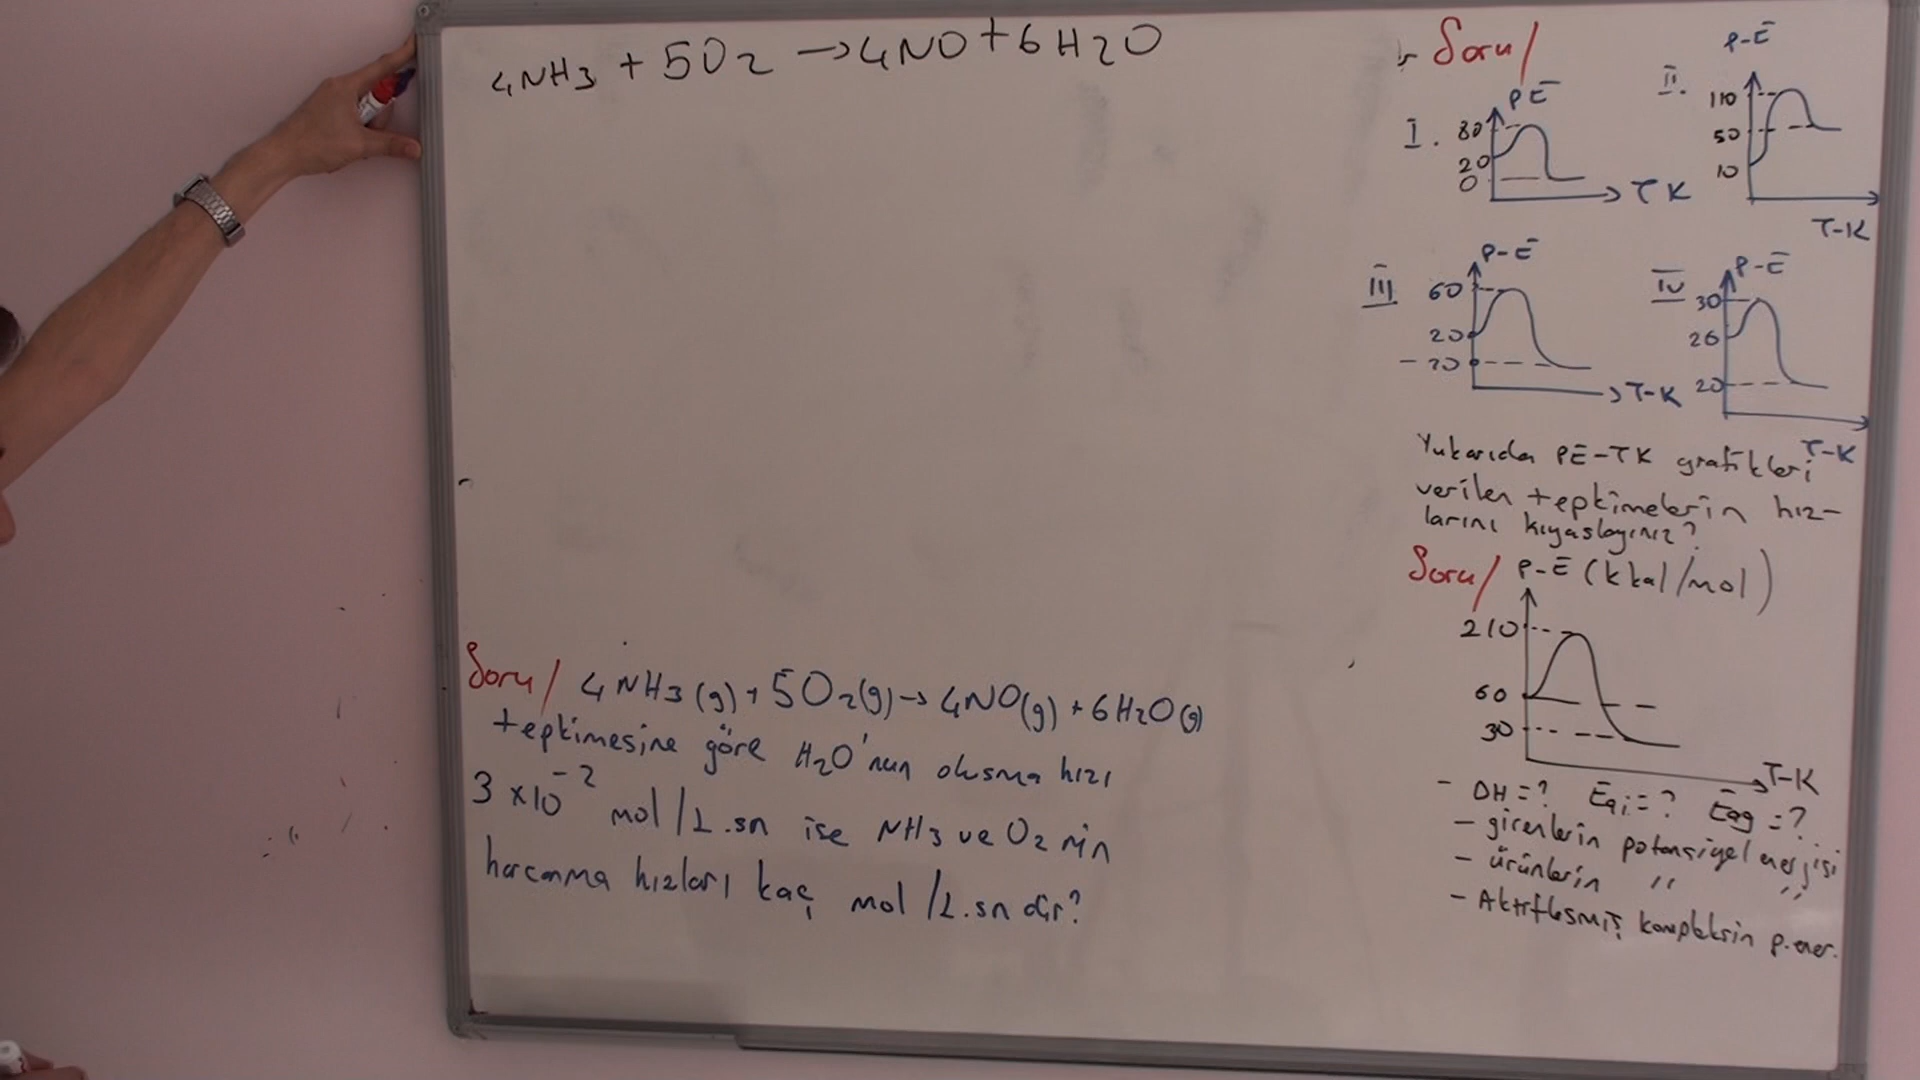 4NH3 + 5O2 → 4NO + 6H2O
Soru/ 4NH3(g) + 5O2(g) → 4NO(g) + 6H2O(g)
tepkimesine göre H2O'nun oluşma hızı
3 x10⁻² mol/L.sn ise NH3 ve O2 nin
harcanma hızları kaç mol/L.sn dir?
Soru/
I. PE
80
20
0
TK
II. P-E
110
50
10
T-K
III P-E
60
20
T-K
IV P-E
30
26
20
T-K
Yukarıda PE-TK grafikleri
verilen tepkimelerin hız-
larını kıyaslayınız?
Soru/ P-E (kkal/mol)
210
60
30
T-K
- DH = ? Eai = ? Eag = ?
- girenlerin potansiyel enerjisi
- ürünlerin " "
- Aktifleşmiş kompleksin p.ener.